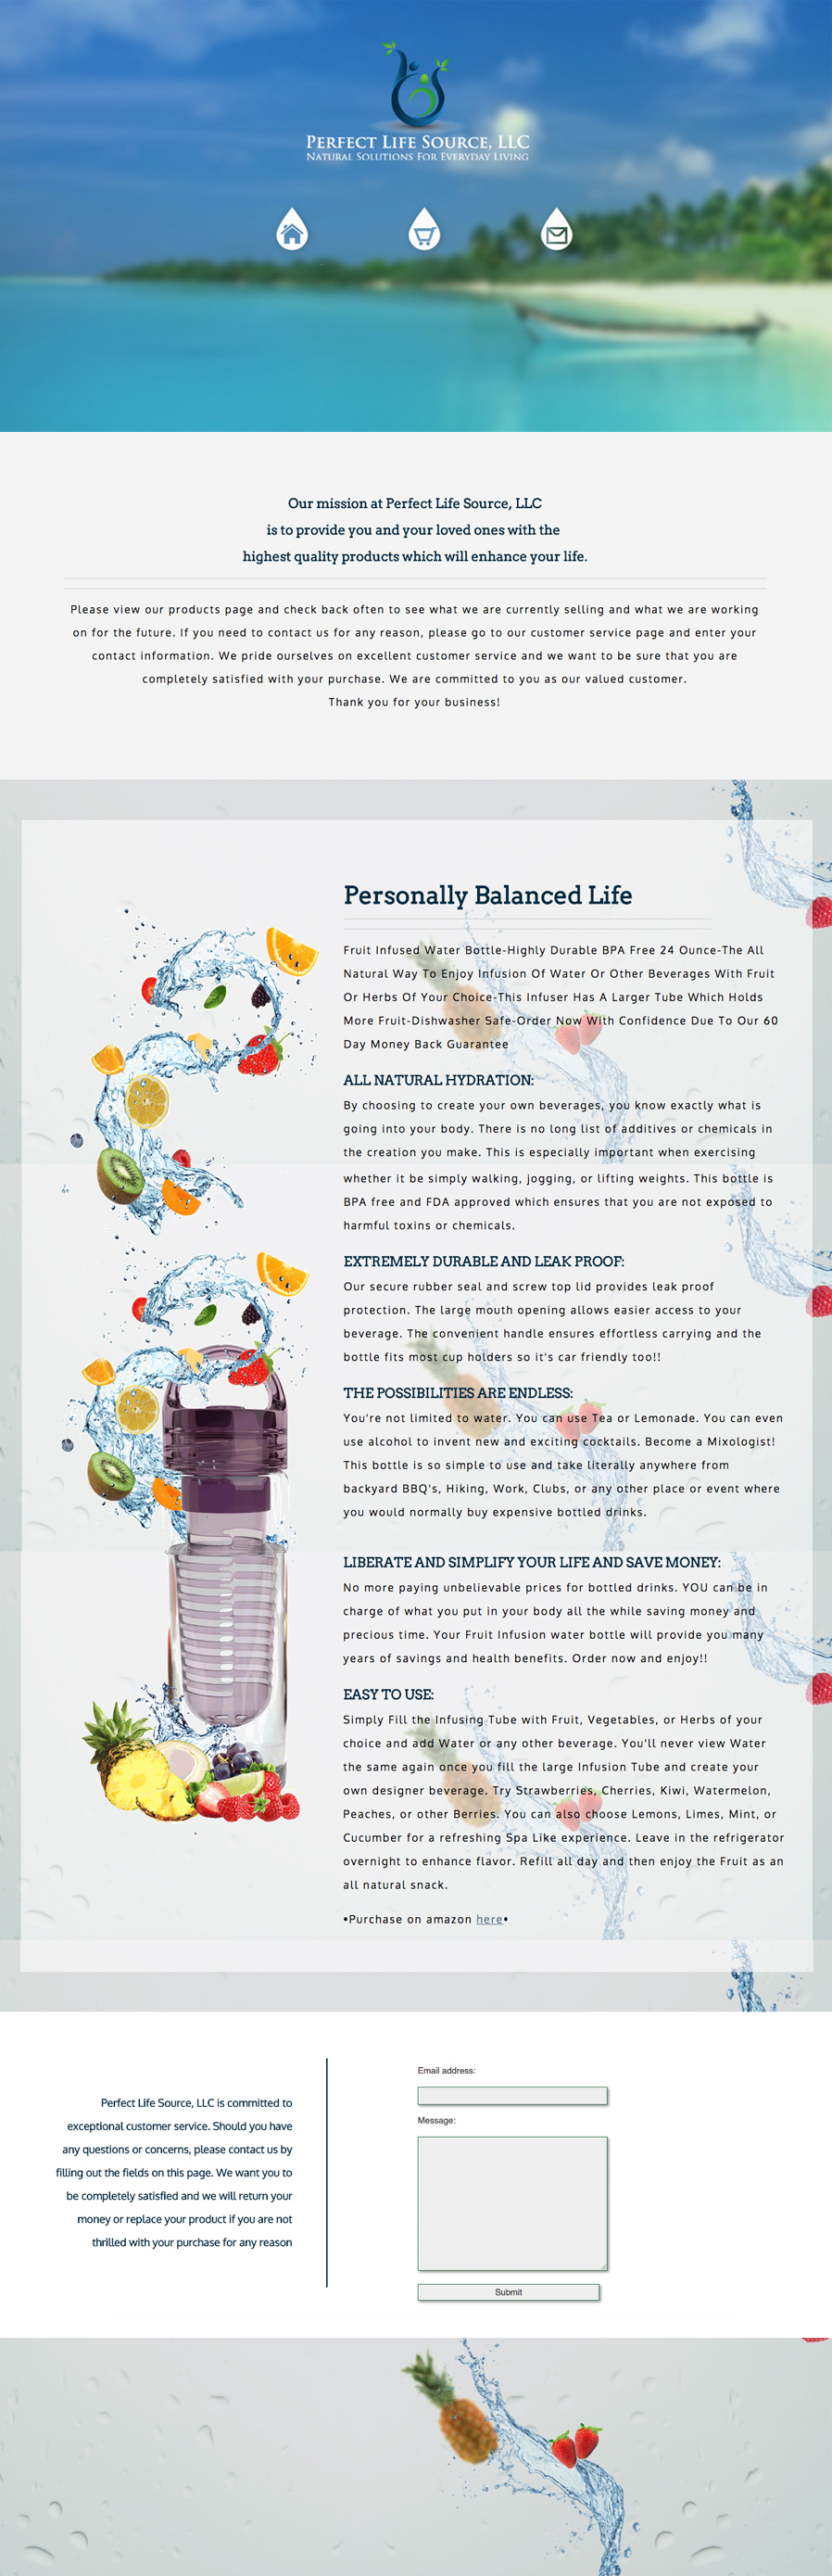 PERFECT LIFE SOURCE, LLC
NATURAL SOLUTIONS FOR EVERYDAY LIVING
Our mission at Perfect Life Source, LLC
is to provide you and your loved ones with the
highest quality products which will enhance your life.
Please view our products page and check back often to see what we are currently selling and what we are working
on for the future. If you need to contact us for any reason, please go to our customer service page and enter your
contact information. We pride ourselves on excellent customer service and we want to be sure that you are
completely satisfied with your purchase. We are committed to you as our valued customer.
Thank you for your business!
Personally Balanced Life
Fruit Infused Water Bottle-Highly Durable BPA Free 24 Ounce-The All
Natural Way To Enjoy Infusion Of Water Or Other Beverages With Fruit
Or Herbs Of Your Choice-This Infuser Has A Larger Tube Which Holds
More Fruit-Dishwasher Safe-Order Now With Confidence Due To Our 60
Day Money Back Guarantee
ALL NATURAL HYDRATION:
By choosing to create your own beverages, you know exactly what is
going into your body. There is no long list of additives or chemicals in
the creation you make. This is especially important when exercising
whether it be simply walking, jogging, or lifting weights. This bottle is
BPA free and FDA approved which ensures that you are not exposed to
harmful toxins or chemicals.
EXTREMELY DURABLE AND LEAK PROOF:
Our secure rubber seal and screw top lid provides leak proof
protection. The large mouth opening allows easier access to your
beverage. The convenient handle ensures effortless carrying and the
bottle fits most cup holders so it's car friendly too!!
THE POSSIBILITIES ARE ENDLESS:
You're not limited to water. You can use Tea or Lemonade. You can even
use alcohol to invent new and exciting cocktails. Become a Mixologist!
This bottle is so simple to use and take literally anywhere from
backyard BBQ's, Hiking, Work, Clubs, or any other place or event where
you would normally buy expensive bottled drinks.
LIBERATE AND SIMPLIFY YOUR LIFE AND SAVE MONEY:
No more paying unbelievable prices for bottled drinks. YOU can be in
charge of what you put in your body all the while saving money and
precious time. Your Fruit Infusion water bottle will provide you many
years of savings and health benefits. Order now and enjoy!!
EASY TO USE:
Simply Fill the Infusing Tube with Fruit, Vegetables, or Herbs of your
choice and add Water or any other beverage. You'll never view Water
the same again once you fill the large Infusion Tube and create your
own designer beverage. Try Strawberries, Cherries, Kiwi, Watermelon,
Peaches, or other Berries. You can also choose Lemons, Limes, Mint, or
Cucumber for a refreshing Spa Like experience. Leave in the refrigerator
overnight to enhance flavor. Refill all day and then enjoy the Fruit as an
all natural snack.
•Purchase on amazon here•
Perfect Life Source, LLC is committed to
exceptional customer service. Should you have
any questions or concerns, please contact us by
filling out the fields on this page. We want you to
be completely satisfied and we will return your
money or replace your product if you are not
thrilled with your purchase for any reason
Email address:
Message:
Submit